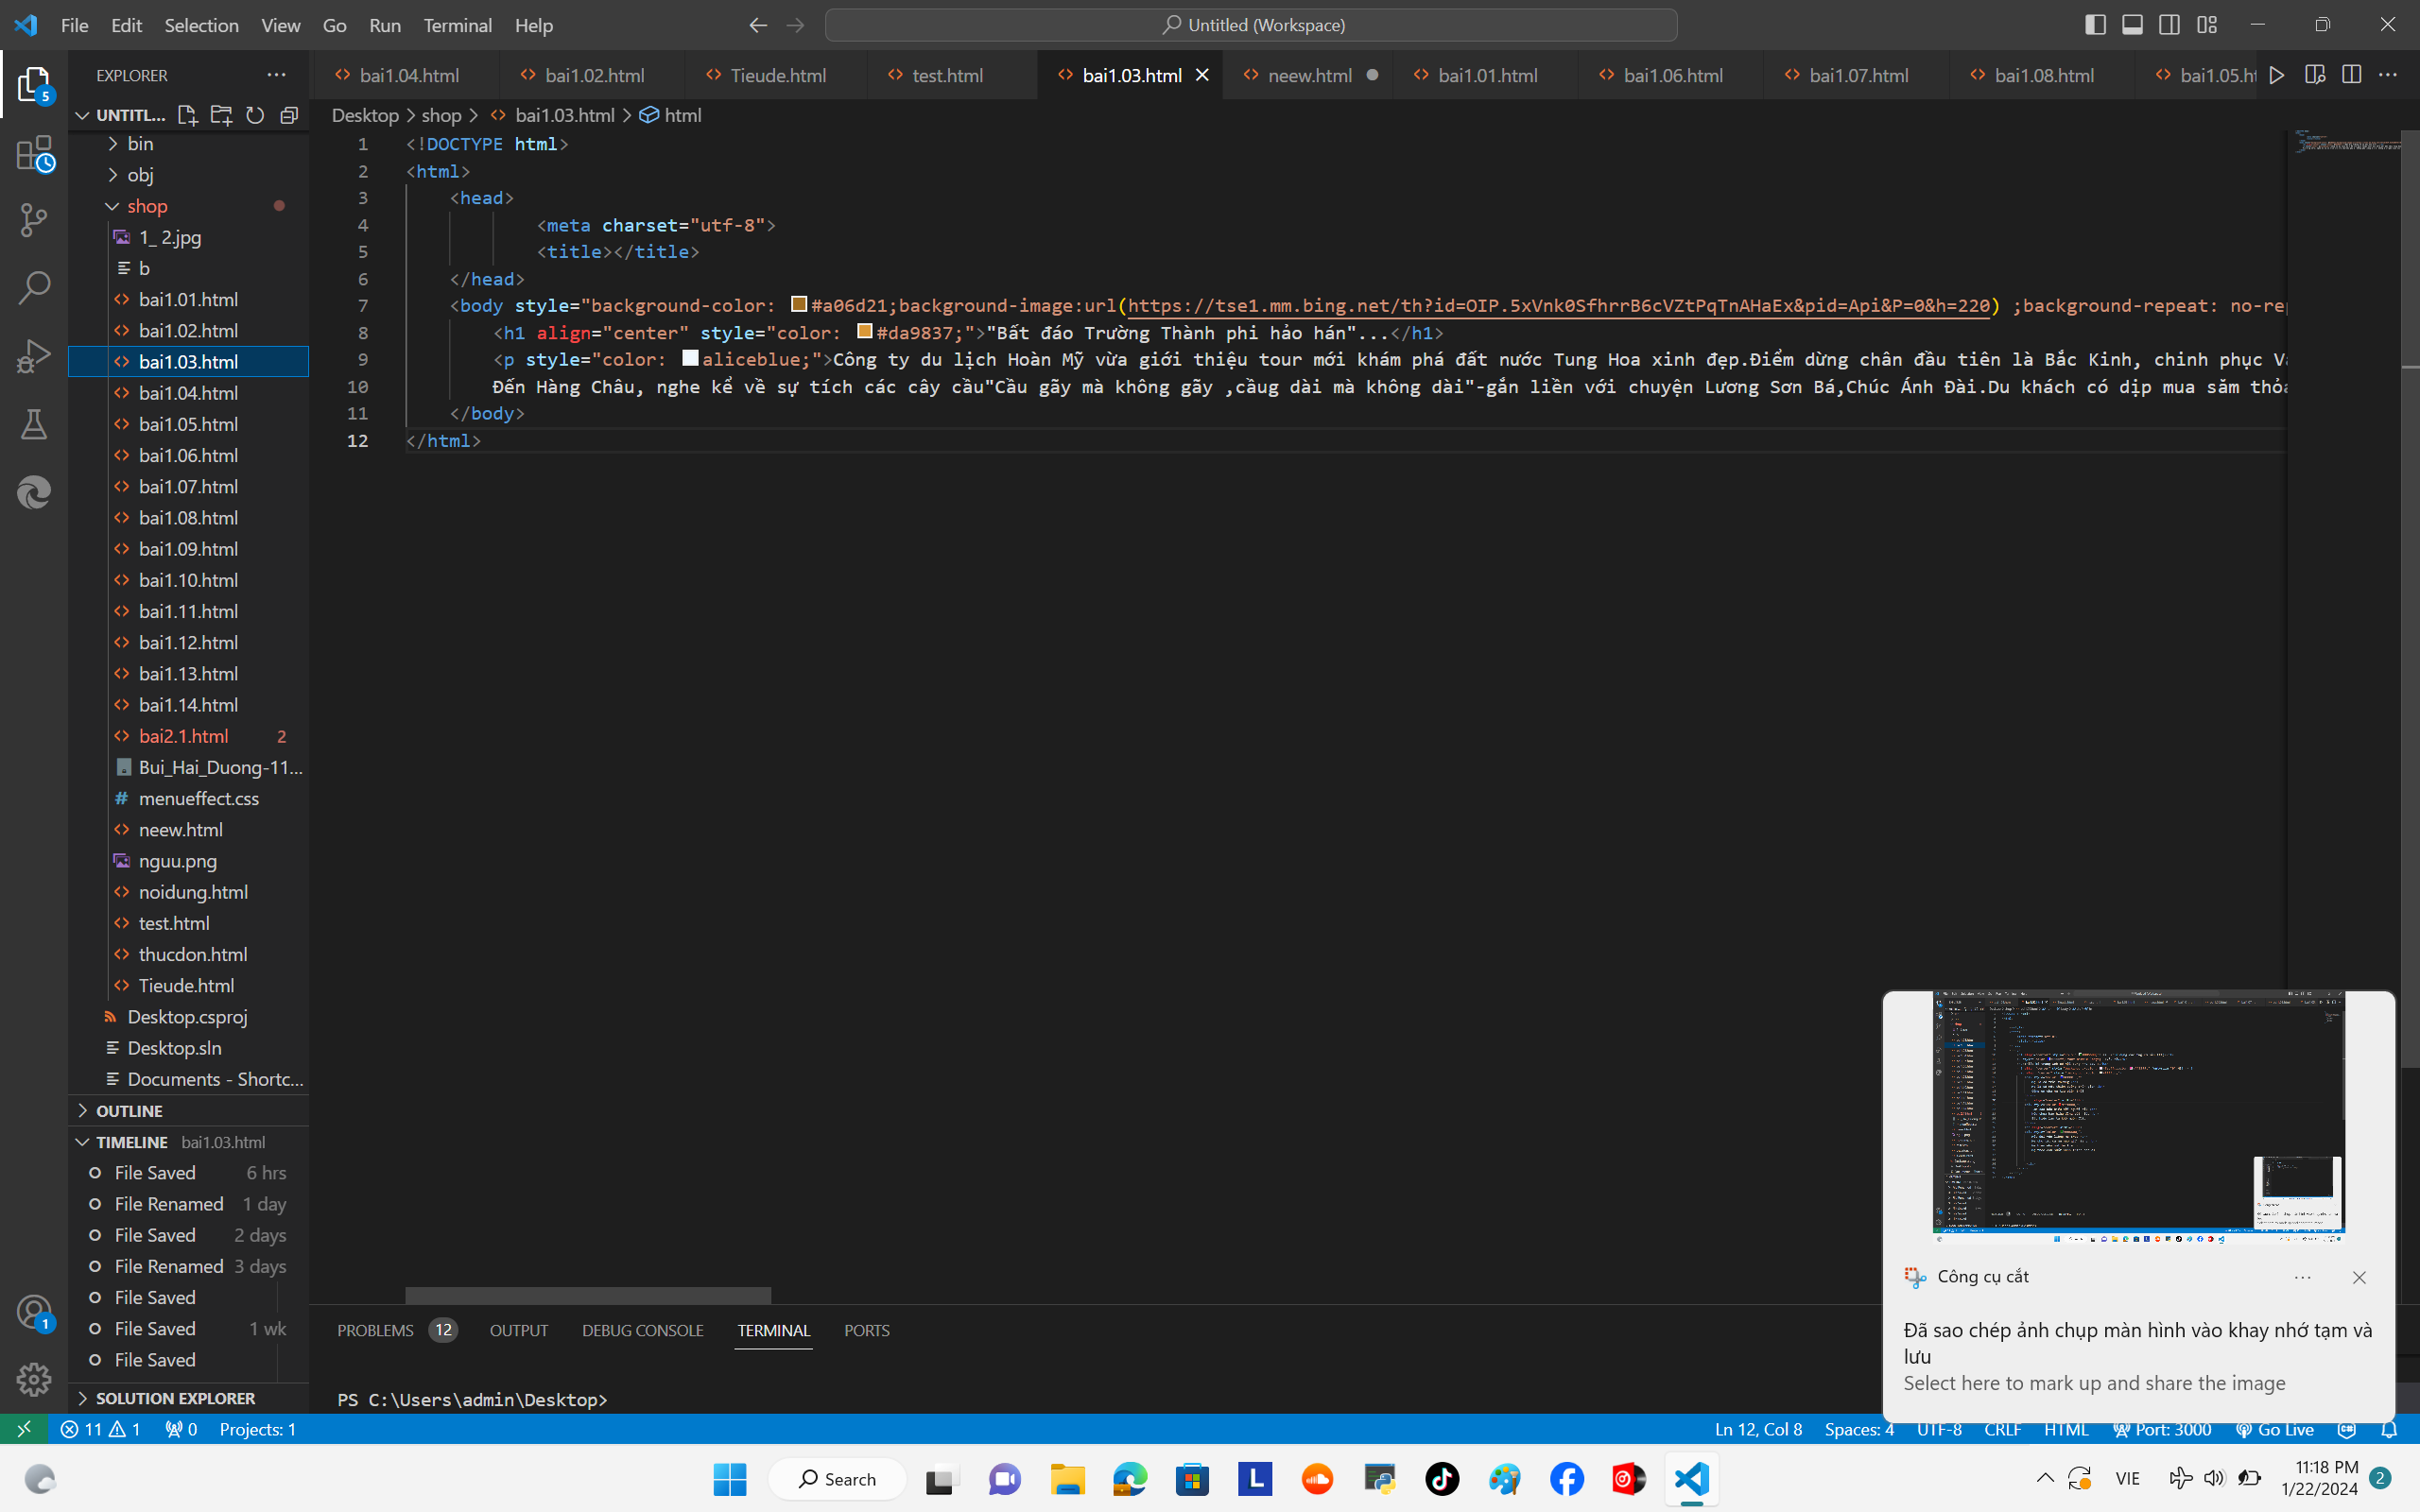 File Edit Selection View Go Run Terminal Help
Untitled (Workspace)
EXPLORER
bai1.04.html bai1.02.html Tieude.html test.html bai1.03.html neew.html bai1.01.html bai1.06.html bai1.07.html bai1.08.html bai1.05.ht
5
UNTITL...
Desktop > shop > bai1.03.html > html
bin
obj
shop
1_ 2.jpg
b
bai1.01.html
bai1.02.html
bai1.03.html
bai1.04.html
bai1.05.html
bai1.06.html
bai1.07.html
bai1.08.html
bai1.09.html
bai1.10.html
bai1.11.html
bai1.12.html
bai1.13.html
bai1.14.html
bai2.1.html 2
Bui_Hai_Duong-11...
menueffect.css
neew.html
nguu.png
noidung.html
test.html
thucdon.html
Tieude.html
Desktop.csproj
Desktop.sln
Documents - Shortc...
OUTLINE
TIMELINE bai1.03.html
File Saved 6 hrs
File Renamed 1 day
File Saved 2 days
File Renamed 3 days
File Saved
File Saved 1 wk
File Saved
SOLUTION EXPLORER
1
1 <!DOCTYPE html>
2 <html>
3 <head>
4 <meta charset="utf-8">
5 <title></title>
6 </head>
7 <body style="background-color: #a06d21;background-image:url(https://tse1.mm.bing.net/th?id=OIP.5xVnk0SfhrrB6cVZtPqTnAHaEx&pid=Api&P=0&h=220) ;background-repeat: no-rep
8 <h1 align="center" style="color: #da9837;">"Bất đáo Trường Thành phi hảo hán"...</h1>
9 <p style="color: aliceblue;">Công ty du lịch Hoàn Mỹ vừa giới thiệu tour mới khám phá đất nước Tung Hoa xinh đẹp.Điểm dừng chân đầu tiên là Bắc Kinh, chinh phục Vạ
10 Đến Hàng Châu, nghe kể về sự tích các cây cầu"Cầu gãy mà không gãy ,cầug dài mà không dài"-gắn liền với chuyện Lương Sơn Bá,Chúc Ánh Đài.Du khách có dịp mua săm thỏa
11 </body>
12 </html>
PROBLEMS 12 OUTPUT DEBUG CONSOLE TERMINAL PORTS
PS C:\Users\admin\Desktop>
Công cụ cắt
Đã sao chép ảnh chụp màn hình vào khay nhớ tạm và
lưu
Select here to mark up and share the image
11 1 0 Projects: 1 Ln 12, Col 8 Spaces: 4 UTF-8 CRLF HTML Port: 3000 Go Live
Search
L
VIE
11:18 PM
1/22/2024
2